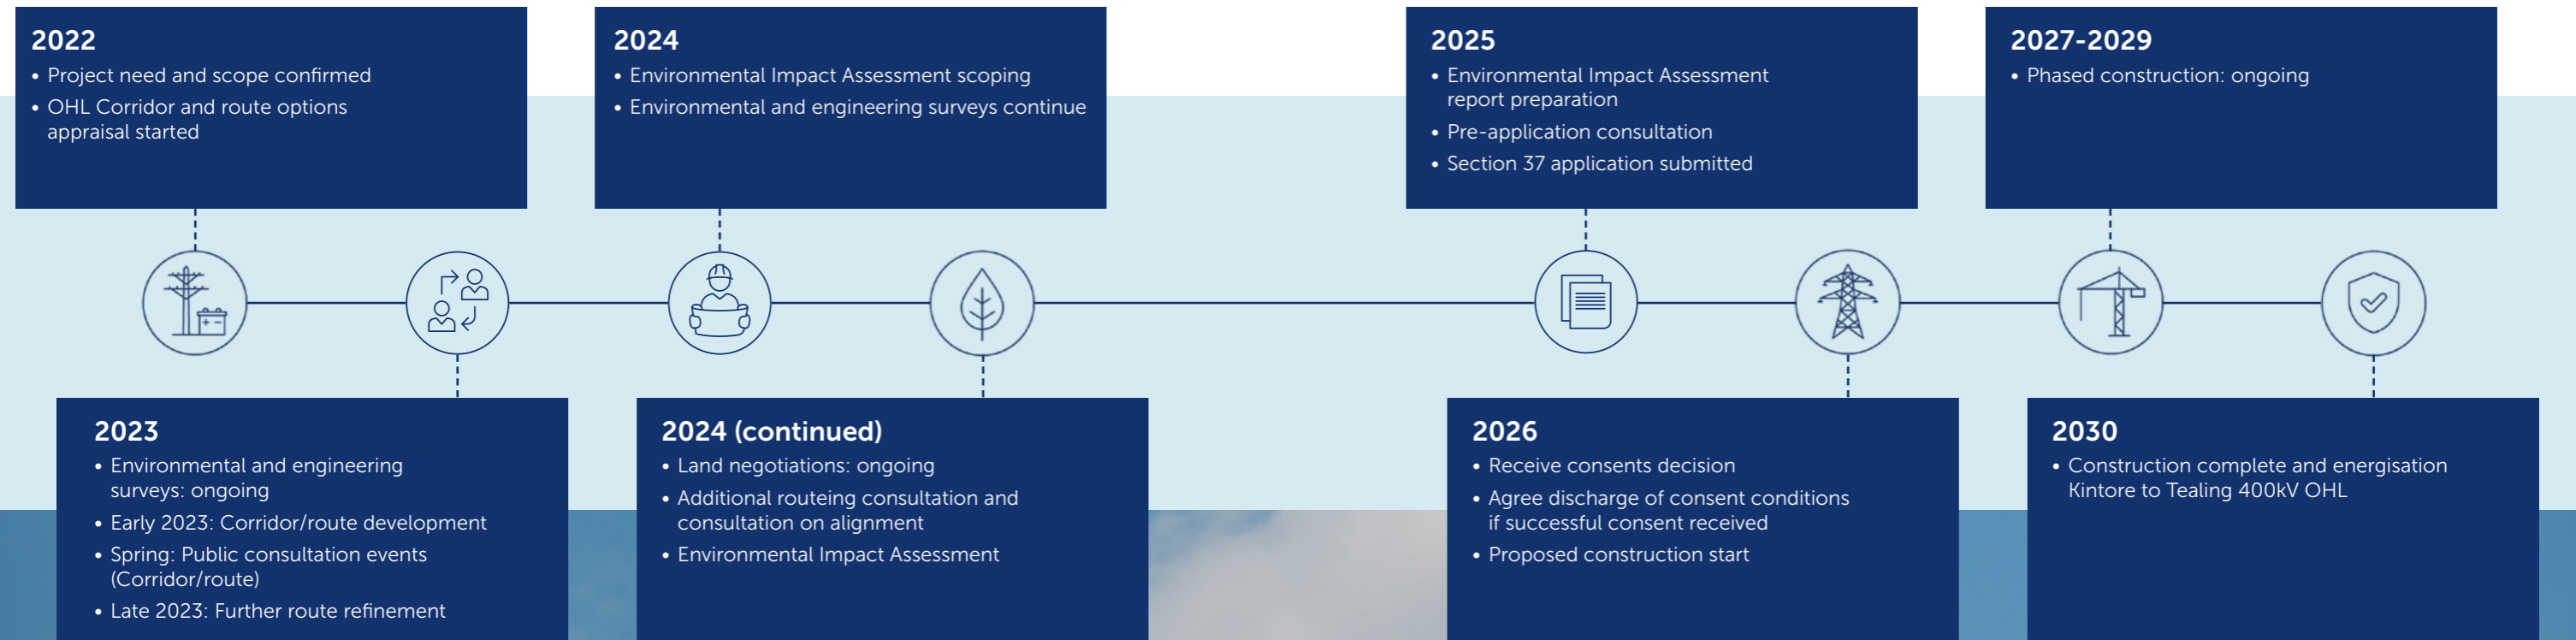 2022
• Project need and scope confirmed
• OHL Corridor and route options
appraisal started
2023
• Environmental and engineering
surveys: ongoing
• Early 2023: Corridor/route development
• Spring: Public consultation events
(Corridor/route)
• Late 2023: Further route refinement
2024
• Environmental Impact Assessment scoping
• Environmental and engineering surveys continue
2024 (continued)
• Land negotiations: ongoing
• Additional routeing consultation and
consultation on alignment
• Environmental Impact Assessment
2025
• Environmental Impact Assessment
report preparation
• Pre-application consultation
• Section 37 application submitted
2026
• Receive consents decision
• Agree discharge of consent conditions
if successful consent received
• Proposed construction start
2027-2029
• Phased construction: ongoing
2030
• Construction complete and energisation
Kintore to Tealing 400kV OHL